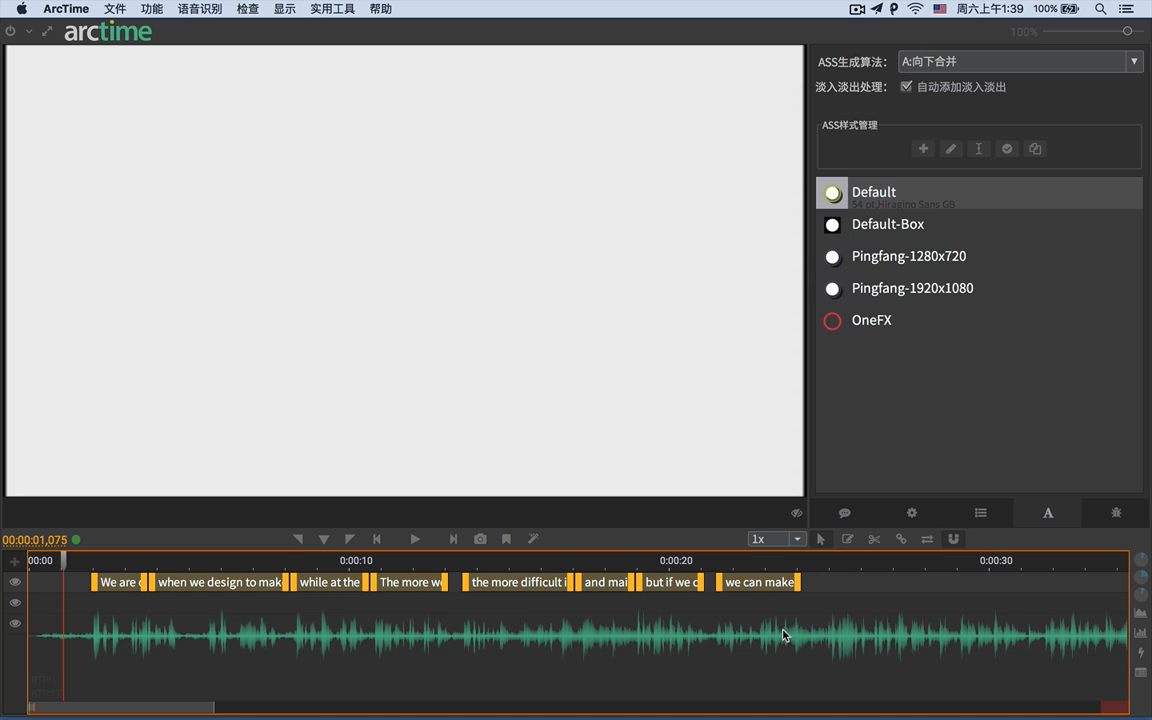 ArcTime 文件 功能 语音识别 检查 显示 实用工具 帮助 周六上午1:39 100%
arctime 100%
ASS生成算法: A:向下合并
淡入淡出处理: 自动添加淡入淡出
ASS样式管理
Default
54 pt,Hiragino Sans GB
Default-Box
Pingfang-1280x720
Pingfang-1920x1080
OneFX
A
00:00:01,075 1x
00:00 0:00:10 0:00:20 0:00:30
We are when we design to mak while at the The more w the more difficult i and mai but if we we can make